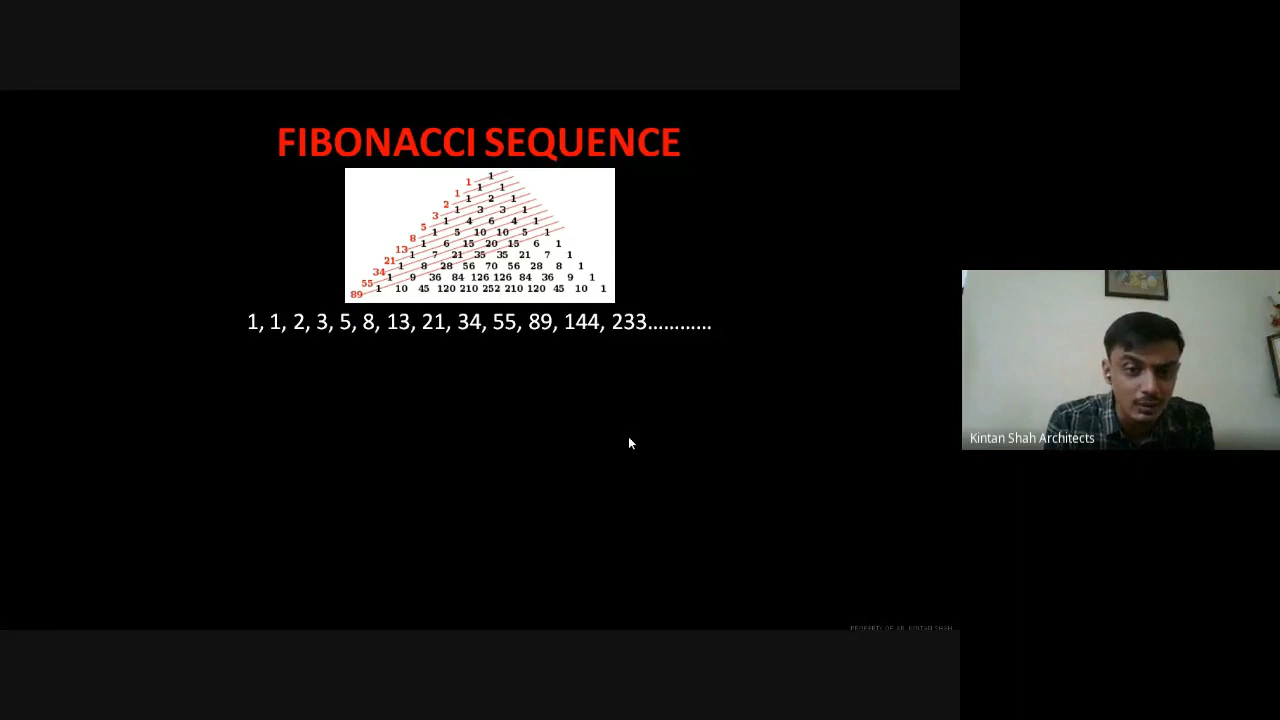 FIBONACCI SEQUENCE
1
1 1
1 1 1
2 1 2 1
3 1 3 3 1
5 1 4 6 4 1
8 1 5 10 10 5 1
13 1 6 15 20 15 6 1
21 1 7 21 35 35 21 7 1
34 1 8 28 56 70 56 28 8 1
55 1 9 36 84 126 126 84 36 9 1
89 1 10 45 120 210 252 210 120 45 10 1
1, 1, 2, 3, 5, 8, 13, 21, 34, 55, 89, 144, 233…………
Kintan Shah Architects
PROPERTY OF AR. KINTAN SHAH